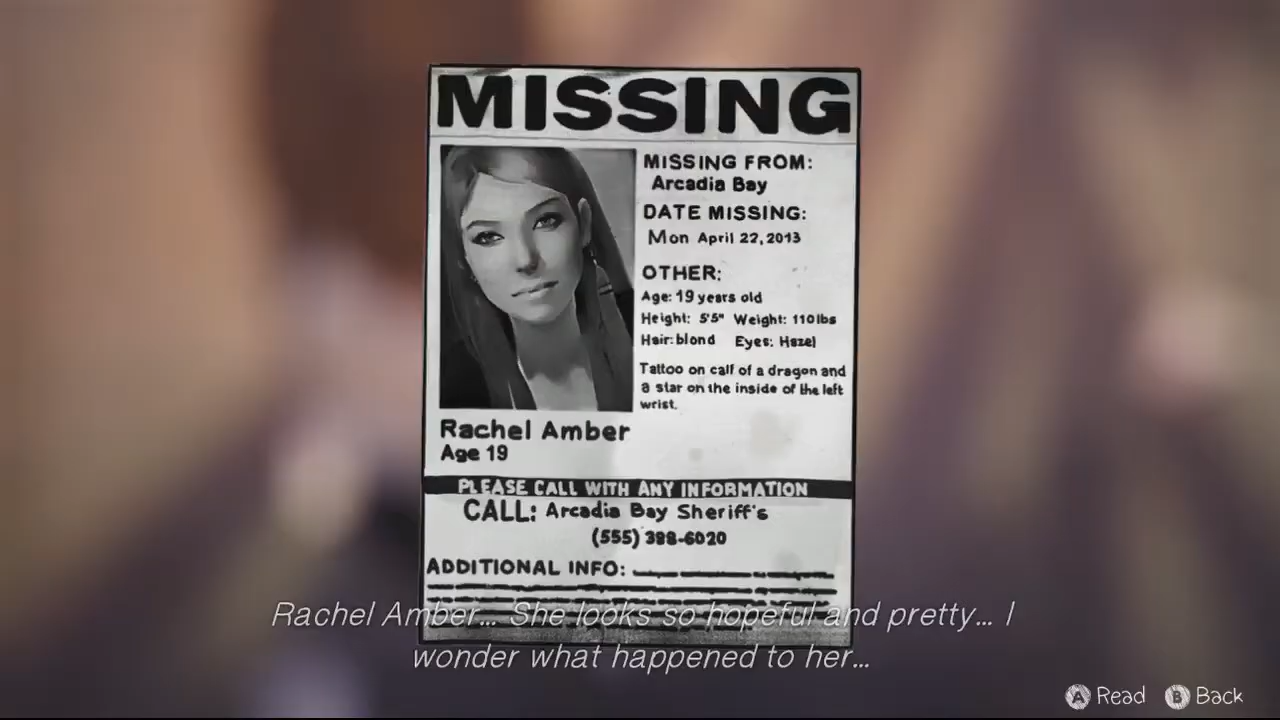 MISSING
MISSING FROM:
Arcadia Bay
DATE MISSING:
Mon April 22, 2013
OTHER:
Age: 19 years old
Height: 5'5" Weight: 110lbs
Hair: blond Eyes: Hazel
Tattoo on calf of a dragon and
a star on the inside of the left
wrist.
Rachel Amber
Age 19
PLEASE CALL WITH ANY INFORMATION
CALL: Arcadia Bay Sheriff's
(555) 398-6020
ADDITIONAL INFO:
Rachel Amber... She looks so hopeful and pretty... I
wonder what happened to her...
A Read B Back